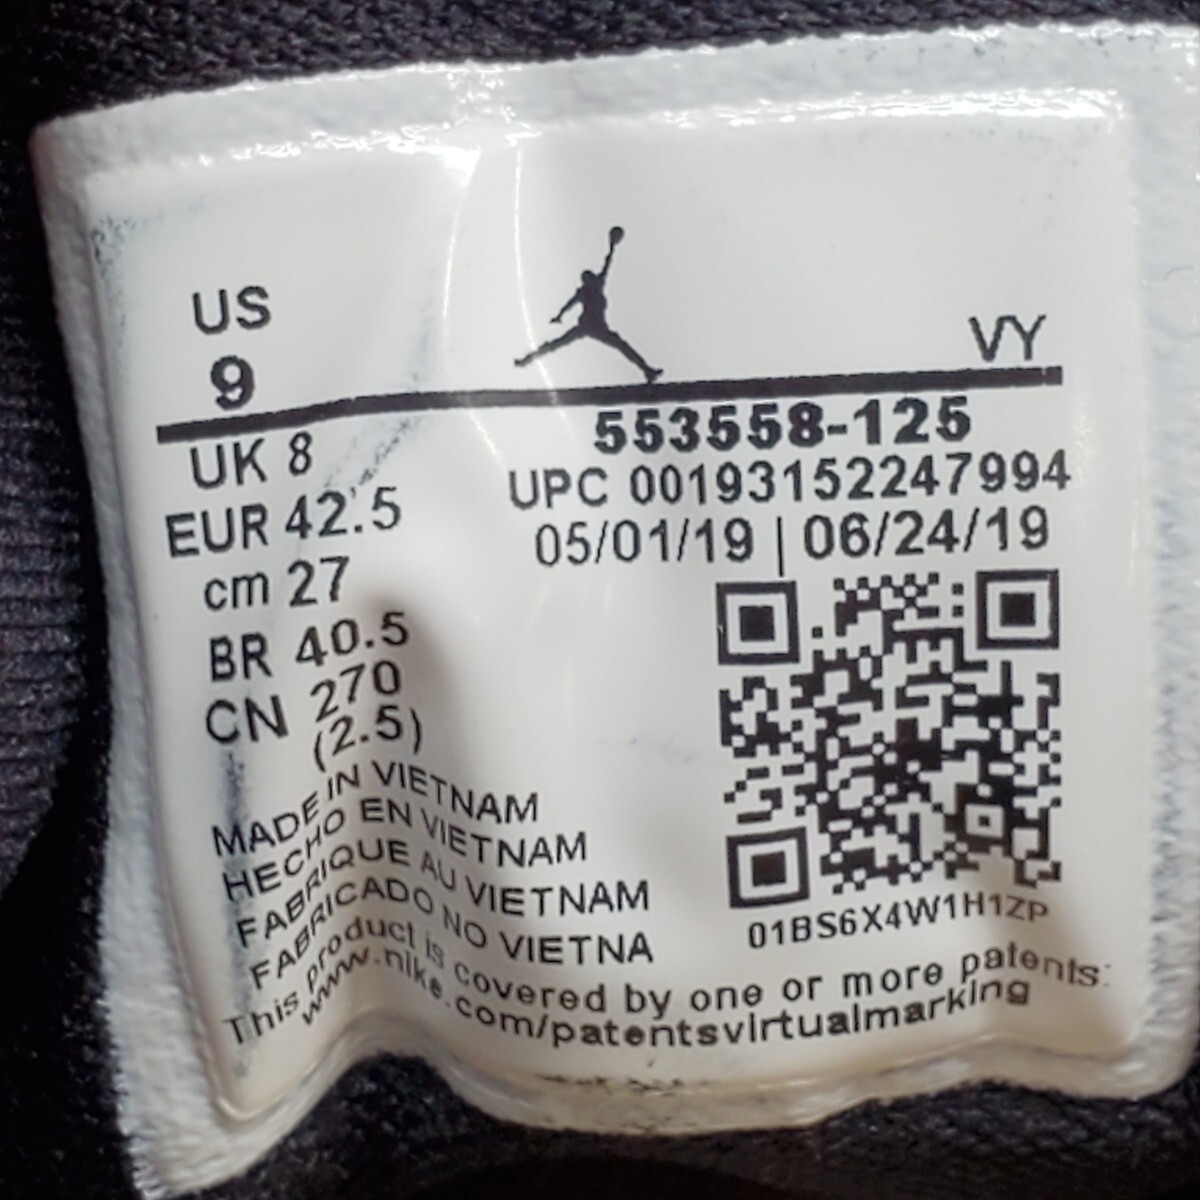 US
9
VY
UK 8
EUR 42.5
cm 27
BR 40.5
CN 270
(2.5)
553558-125
UPC 00193152247994
05/01/19 | 06/24/19
01BS6X4W1H1ZP
MADE IN VIETNAM
HECHO EN VIETNAM
FABRIQUE AU VIETNAM
FABRICADO NO VIETNA
This product is covered by one or more patents:
www.nike.com/patentsvirtualmarking